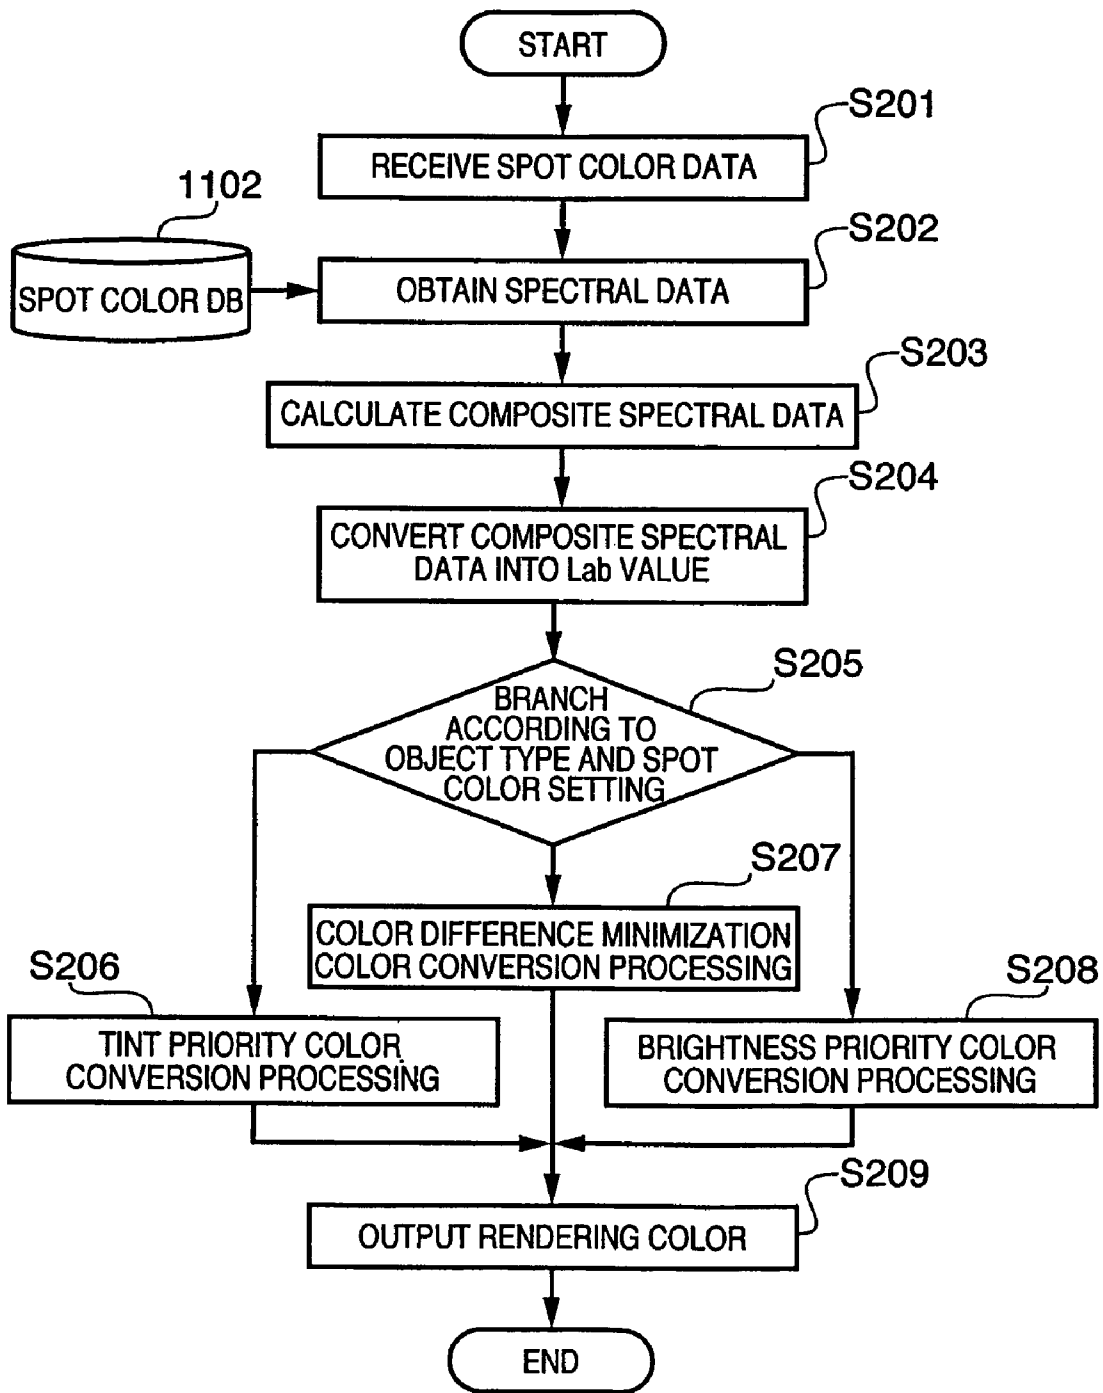 START
S201
RECEIVE SPOT COLOR DATA
1102
S202
SPOT COLOR DB
OBTAIN SPECTRAL DATA
S203
CALCULATE COMPOSITE SPECTRAL DATA
S204
CONVERT COMPOSITE SPECTRAL
DATA INTO Lab VALUE
S205
BRANCH
ACCORDING TO
OBJECT TYPE AND SPOT
COLOR SETTING
S207
COLOR DIFFERENCE MINIMIZATION
COLOR CONVERSION PROCESSING
S206
TINT PRIORITY COLOR
CONVERSION PROCESSING
S208
BRIGHTNESS PRIORITY COLOR
CONVERSION PROCESSING
S209
OUTPUT RENDERING COLOR
END